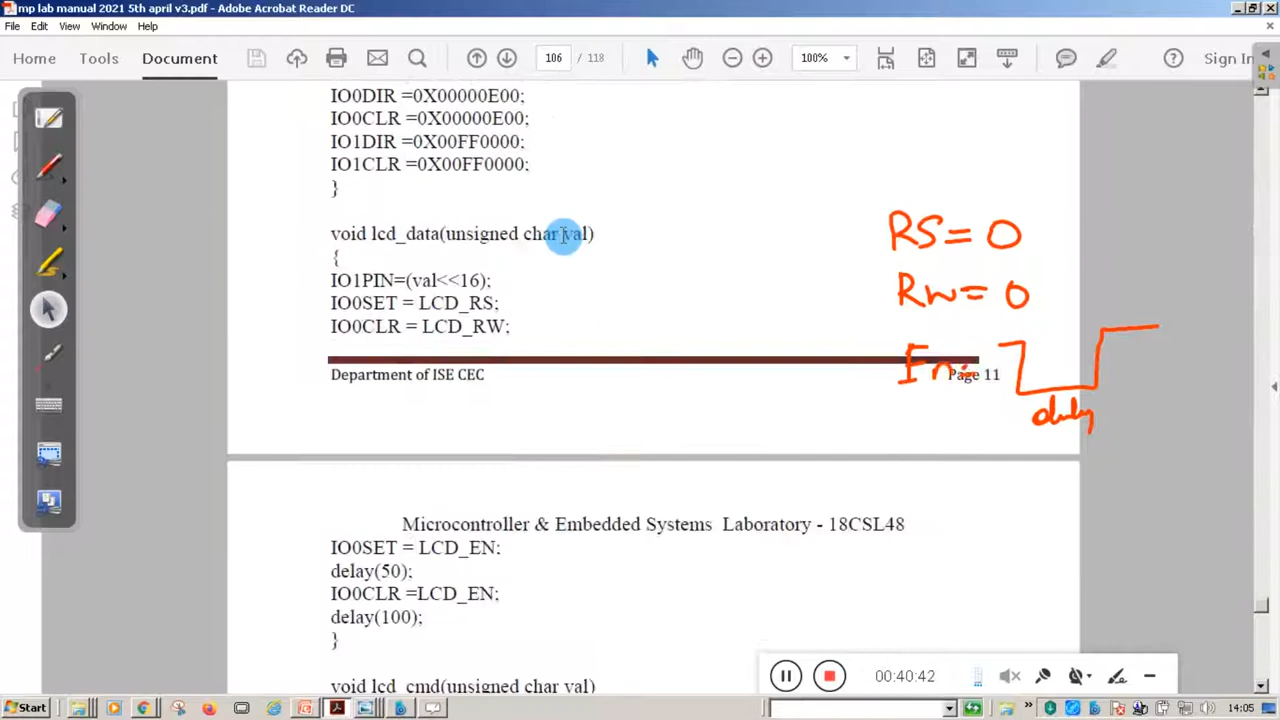 mp lab manual 2021 5th april v3.pdf - Adobe Acrobat Reader DC
File Edit View Window Help
Home Tools Document 106 / 118 100% Sign In
IO0DIR =0X00000E00;
IO0CLR =0X00000E00;
IO1DIR =0X00FF0000;
IO1CLR =0X00FF0000;
}
void lcd_data(unsigned char val)
{
IO1PIN=(val<<16);
IO0SET = LCD_RS;
IO0CLR = LCD_RW;
RS= 0
RW= 0
En=
delay
Department of ISE CEC Page 11
Microcontroller & Embedded Systems Laboratory - 18CSL48
IO0SET = LCD_EN;
delay(50);
IO0CLR =LCD_EN;
delay(100);
}
void lcd_cmd(unsigned char val)
00:40:42
Start 14:05